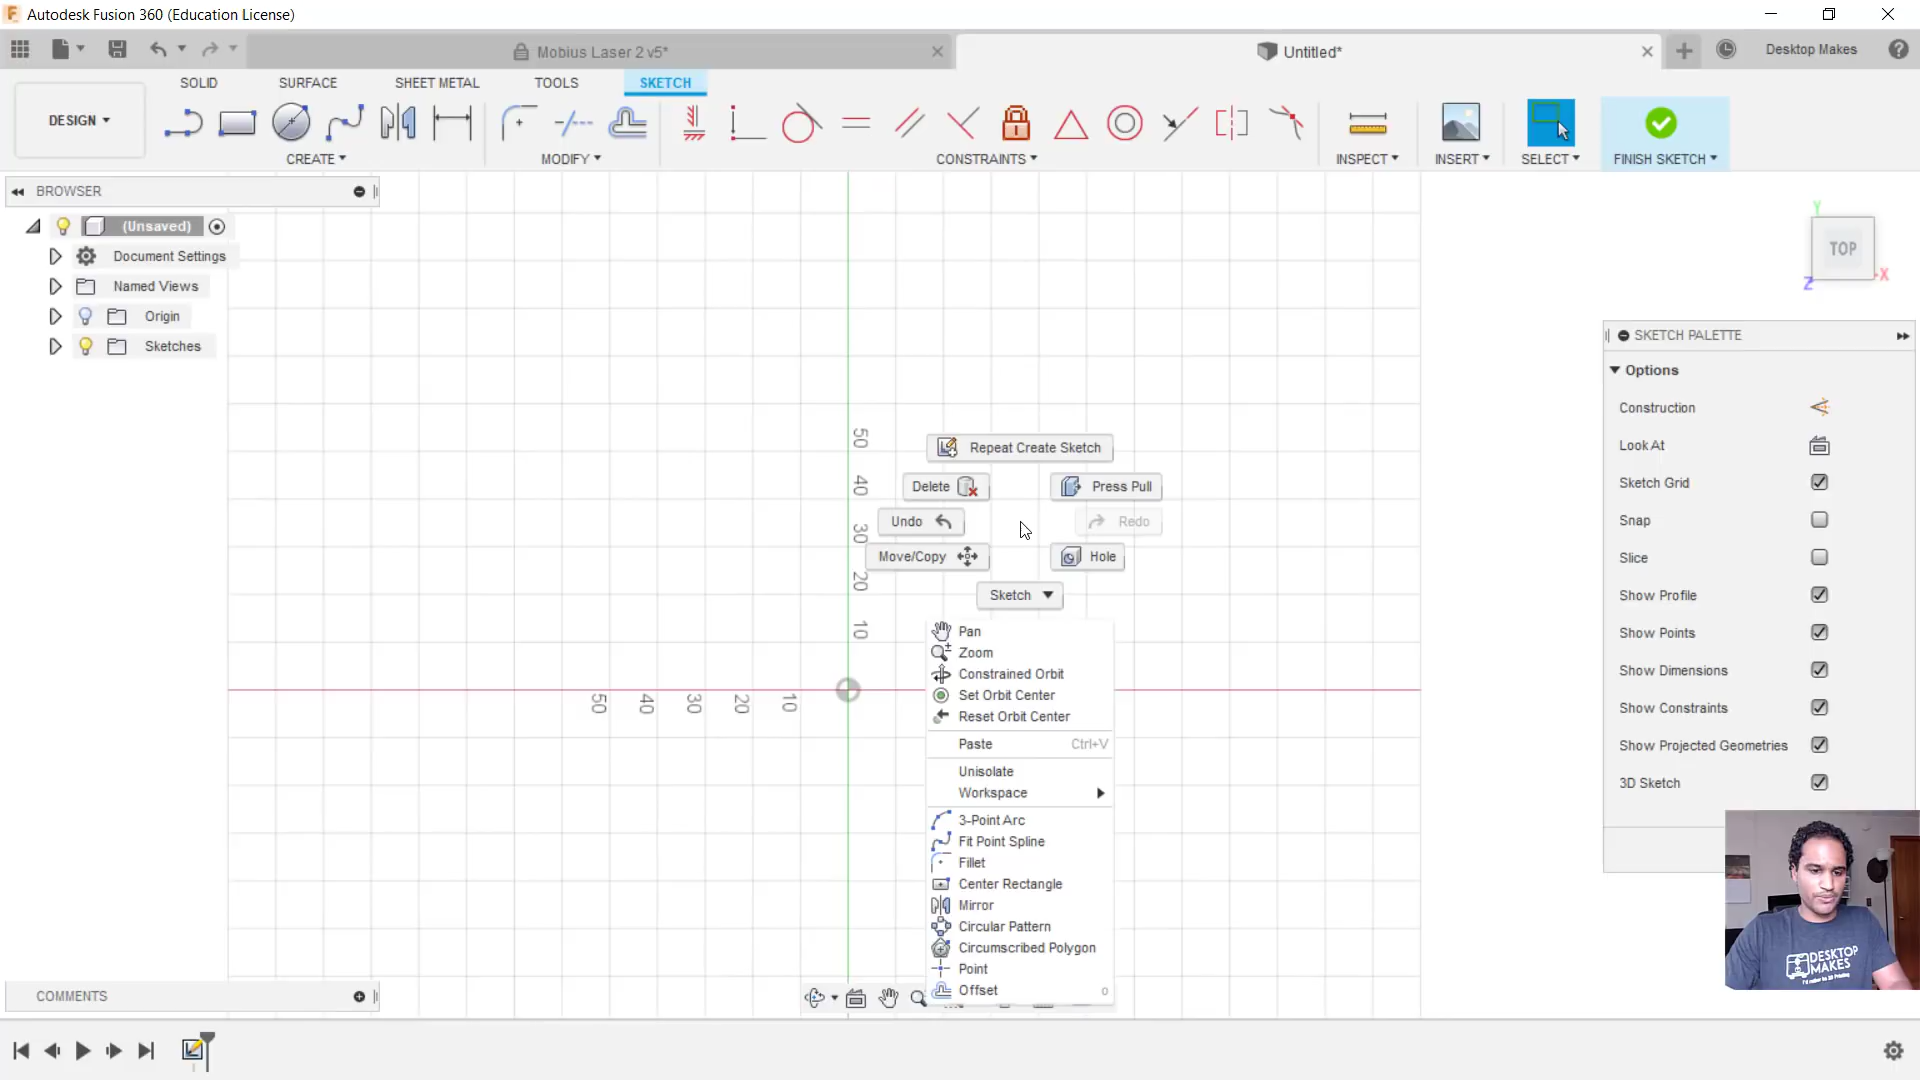 Autodesk Fusion 360 (Education License)
Mobius Laser 2 v5*
Untitled*
Desktop Makes
SOLID
SURFACE
SHEET METAL
TOOLS
SKETCH
DESIGN
CREATE
MODIFY
CONSTRAINTS
INSPECT
INSERT
SELECT
FINISH SKETCH
BROWSER
(Unsaved)
Document Settings
Named Views
Origin
Sketches
Y
TOP
X
Z
SKETCH PALETTE
Options
Construction
Look At
Sketch Grid
Snap
Slice
Show Profile
Show Points
Show Dimensions
Show Constraints
Show Projected Geometries
3D Sketch
50
40
30
20
10
50
40
30
20
10
Repeat Create Sketch
Delete
Press Pull
Undo
Redo
Move/Copy
Hole
Sketch
Pan
Zoom
Constrained Orbit
Set Orbit Center
Reset Orbit Center
Paste Ctrl+V
Unisolate
Workspace
3-Point Arc
Fit Point Spline
Fillet
Center Rectangle
Mirror
Circular Pattern
Circumscribed Polygon
Point
Offset o
COMMENTS
DESKTOP
MAKES